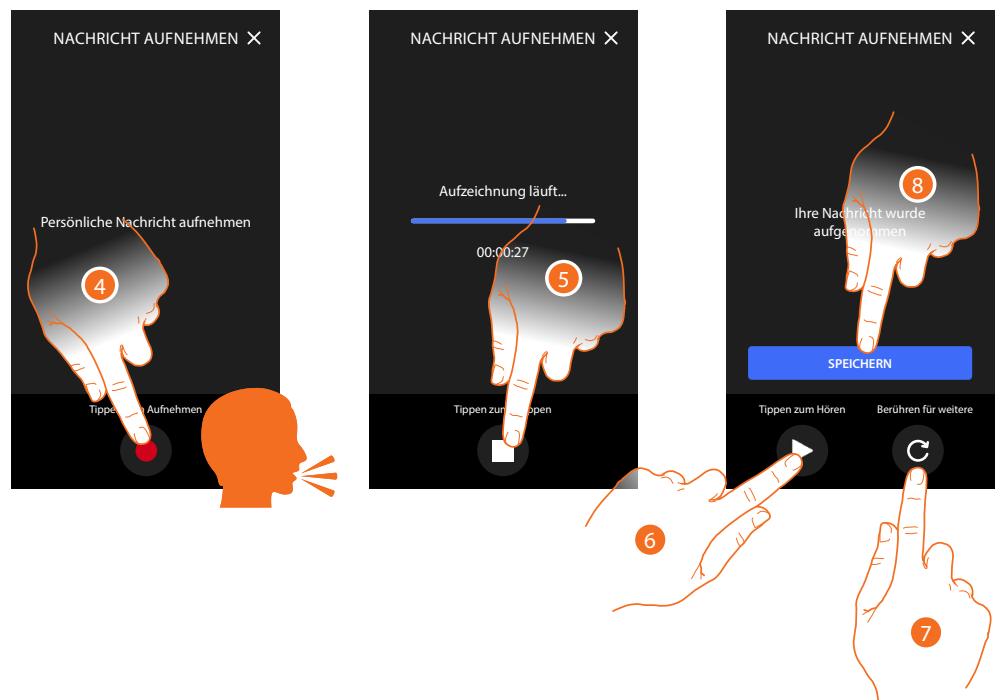 NACHRICHT AUFNEHMEN
Persönliche Nachricht aufnehmen
4
Aufnehmen
NACHRICHT AUFNEHMEN
Aufzeichnung läuft...
00:00:27
5
Tippen zum
6
NACHRICHT AUFNEHMEN
8
Ihre Nachricht wurde
aufgenommen
SPEICHERN
Tippen zum Hören
Berühren für weitere
7